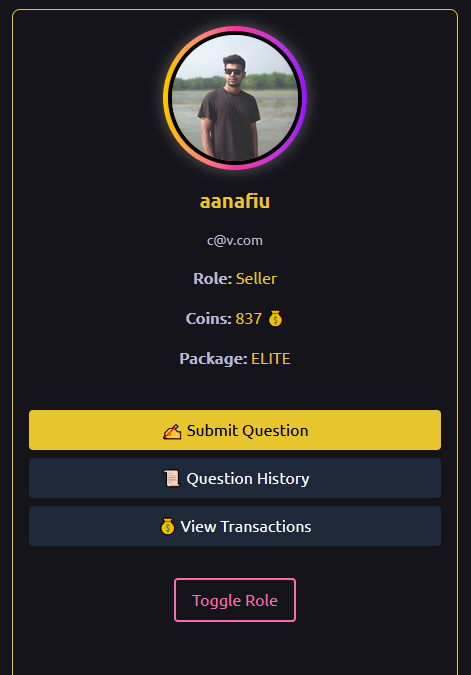 aanafiu
c@v.com
Role: Seller
Coins: 837 💰
Package: ELITE
✍️ Submit Question
📜 Question History
💰 View Transactions
Toggle Role